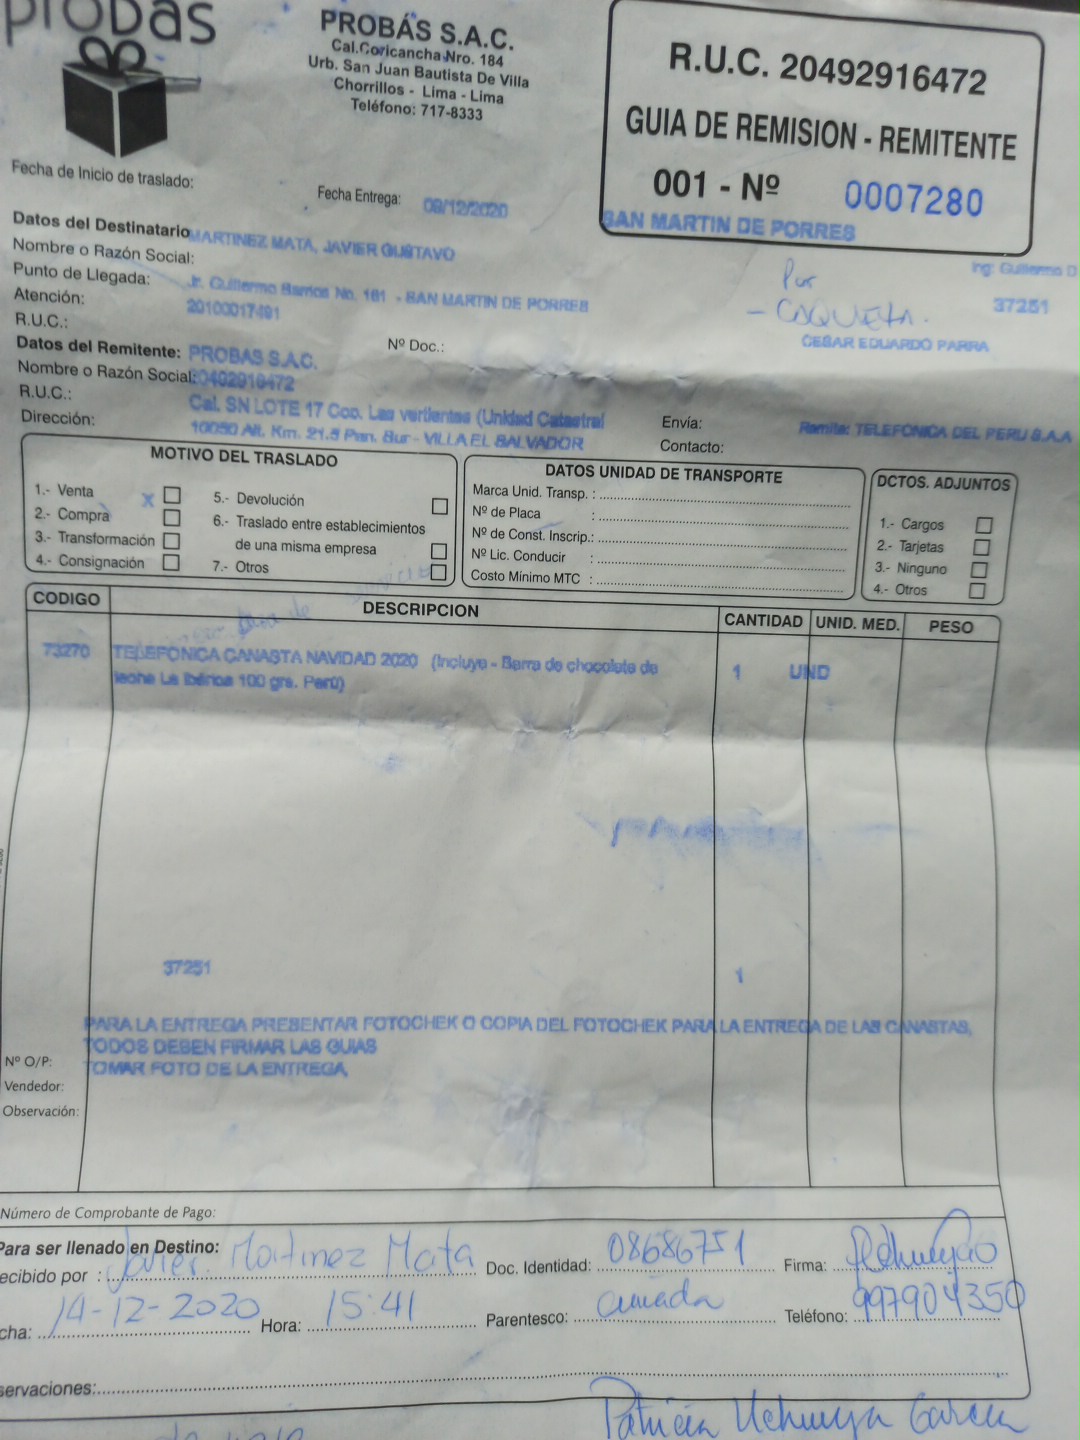 probás
PROBÁS S.A.C.
Cal.Coricancha Nro. 184
Urb. San Juan Bautista De Villa
Chorrillos - Lima - Lima
Teléfono: 717-8333
R.U.C. 20492916472
GUIA DE REMISION - REMITENTE
001 - Nº 0007280
SAN MARTIN DE PORRES
Fecha de Inicio de traslado:
Fecha Entrega: 09/12/2020
Datos del Destinatario
Nombre o Razón Social: MARTINEZ MATA, JAVIER GUSTAVO
Punto de Llegada: Jr. Guillermo Barrios No. 161 - SAN MARTIN DE PORRES
Atención: 20100017491
R.U.C.:
Ing: Guillermo D
37251
Por
- COQUETA.
CESAR EDUARDO PARRA
Datos del Remitente: PROBAS S.A.C.
Nº Doc.:
Nombre o Razón Social: 20492916472
R.U.C.: Cal. SN LOTE 17 Coo. Las vertientes (Unidad Catastral
Dirección: 10050 Alt. Km. 21.5 Pan. Sur - VILLA EL SALVADOR
Envía:
Contacto:
Remite: TELEFONICA DEL PERU S.A.A
MOTIVO DEL TRASLADO
1.- Venta x
2.- Compra
3.- Transformación
4.- Consignación
5.- Devolución
6.- Traslado entre establecimientos
de una misma empresa
7.- Otros
DATOS UNIDAD DE TRANSPORTE
Marca Unid. Transp. :
Nº de Placa :
Nº de Const. Inscrip.:
Nº Lic. Conducir :
Costo Mínimo MTC :
DCTOS. ADJUNTOS
1.- Cargos
2.- Tarjetas
3.- Ninguno
4.- Otros
CODIGO DESCRIPCION CANTIDAD UNID. MED. PESO
73270 TELEFONICA CANASTA NAVIDAD 2020 (Incluye - Barra de chocolate de 1 UND
leche La Ibérica 100 grs. Perú)
37251 1
PARA LA ENTREGA PRESENTAR FOTOCHEK O COPIA DEL FOTOCHEK PARA LA ENTREGA DE LAS CANASTAS,
TODOS DEBEN FIRMAR LAS GUIAS
TOMAR FOTO DE LA ENTREGA
Nº O/P:
Vendedor:
Observación:
Número de Comprobante de Pago:
Para ser llenado en Destino:
ecibido por : Javier Martinez Mata Doc. Identidad: 08686751 Firma:
cha: 14-12-2020 Hora: 15:41 Parentesco: cuñada Teléfono: 997904350
servaciones:
Patricia Uchuya Garcia